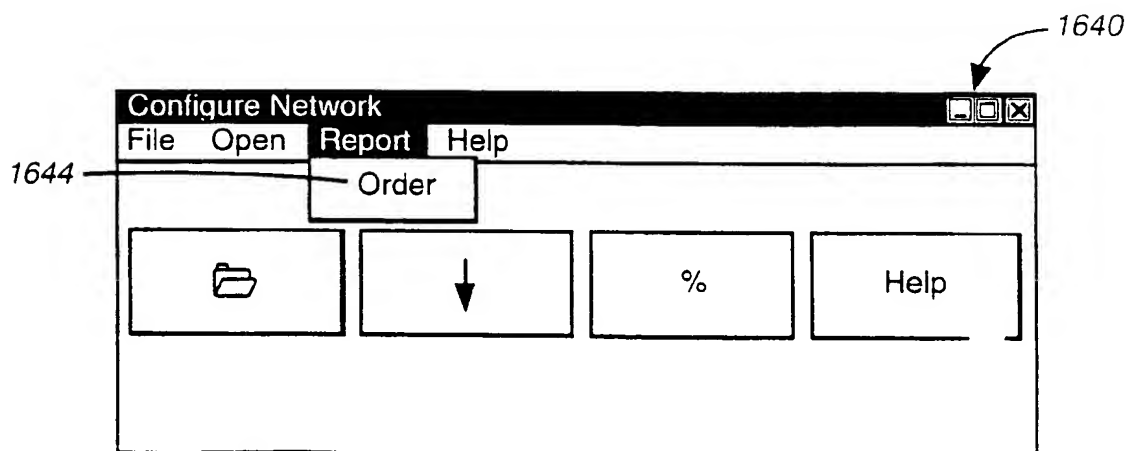 1640
Configure Network
File Open Report Help
1644
Order
%
Help